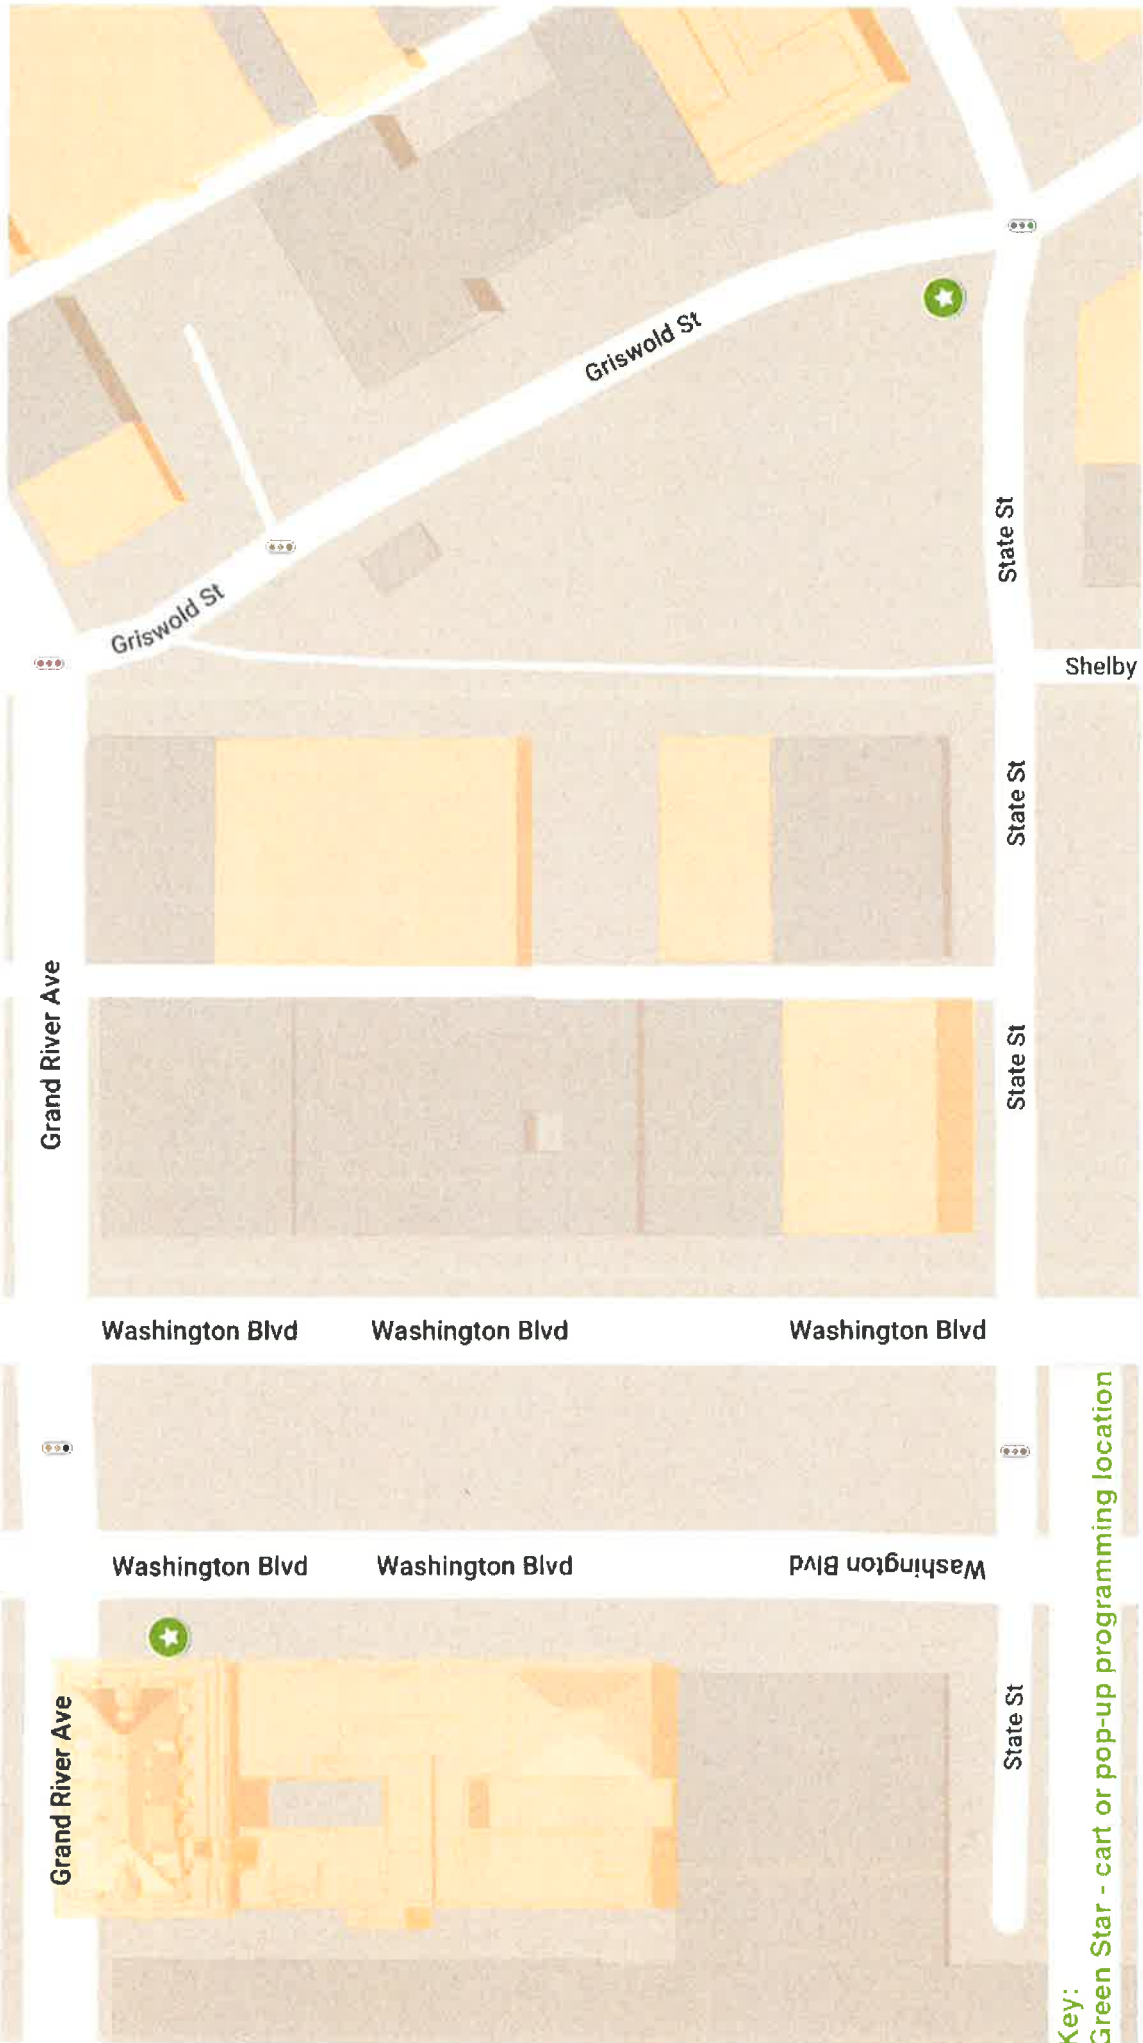 Griswold St
State St
Griswold St
Shelby
State St
Grand River Ave
State St
Washington Blvd
Washington Blvd
Washington Blvd
Washington Blvd
Washington Blvd
Washington Blvd
Grand River Ave
State St
Key:
Green Star - cart or pop-up programming location